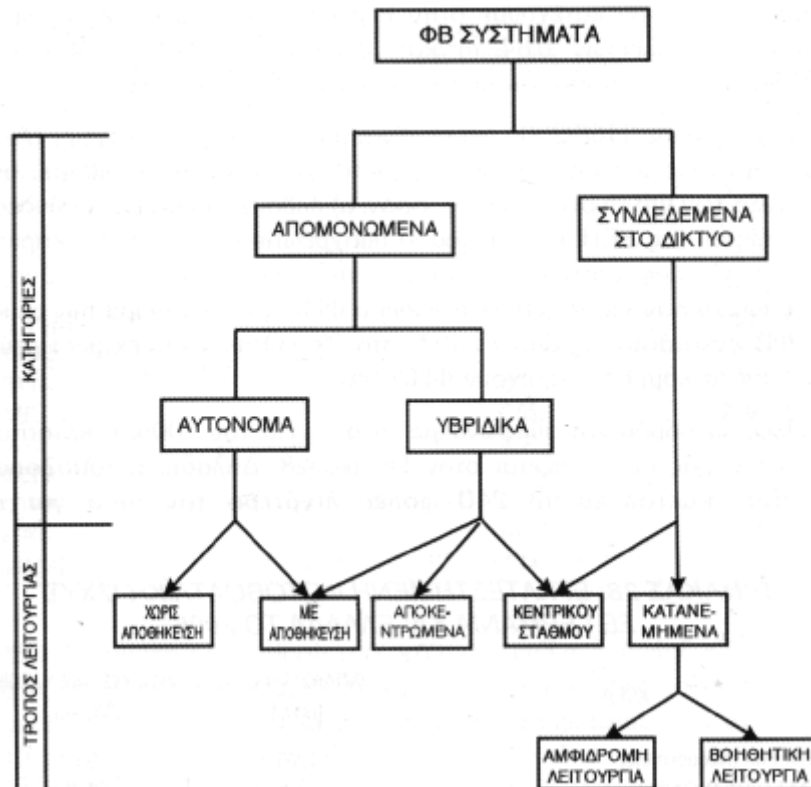 ΦΒ ΣΥΣΤΗΜΑΤΑ
ΚΑΤΗΓΟΡΙΕΣ
ΑΠΟΜΟΝΩΜΕΝΑ
ΣΥΝΔΕΔΕΜΕΝΑ
ΣΤΟ ΔΙΚΤΥΟ
ΑΥΤΟΝΟΜΑ
ΥΒΡΙΔΙΚΑ
ΤΡΟΠΟΣ ΛΕΙΤΟΥΡΓΙΑΣ
ΧΩΡΙΣ
ΑΠΟΘΗΚΕΥΣΗ
ΜΕ
ΑΠΟΘΗΚΕΥΣΗ
ΑΠΟΚΕ-
ΝΤΡΩΜΕΝΑ
ΚΕΝΤΡΙΚΟΥ
ΣΤΑΘΜΟΥ
ΚΑΤΑΝΕ-
ΜΗΜΕΝΑ
ΑΜΦΙΔΡΟΜΗ
ΛΕΙΤΟΥΡΓΙΑ
ΒΟΗΘΗΤΙΚΗ
ΛΕΙΤΟΥΡΓΙΑ